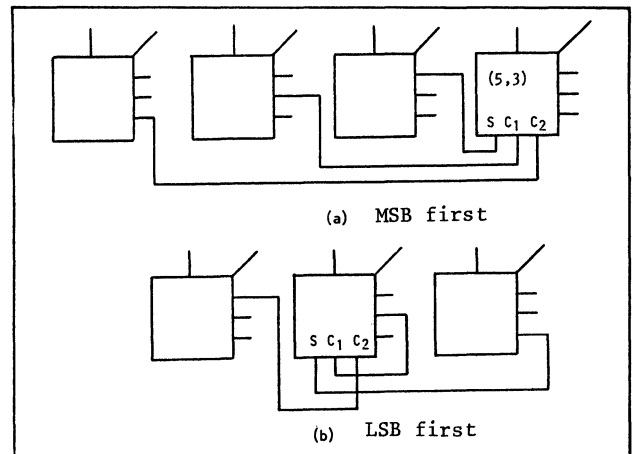 (5,3)
S C₁ C₂
(a) MSB first
S C₁ C₂
(b) LSB first